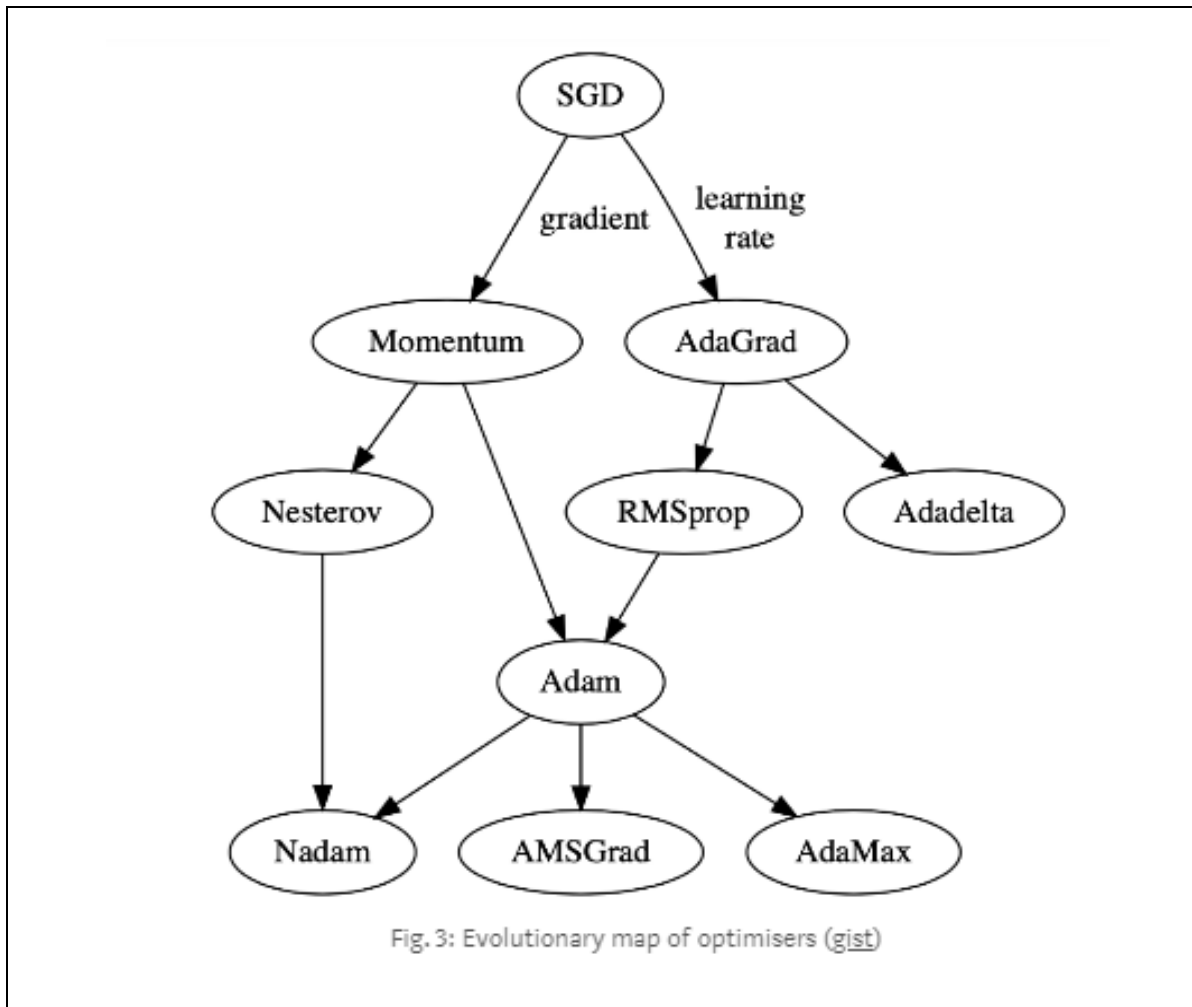 SGD
gradient
learning
rate
Momentum
AdaGrad
Nesterov
RMSprop
Adadelta
Adam
Nadam
AMSGrad
AdaMax
Fig. 3: Evolutionary map of optimisers (gist)